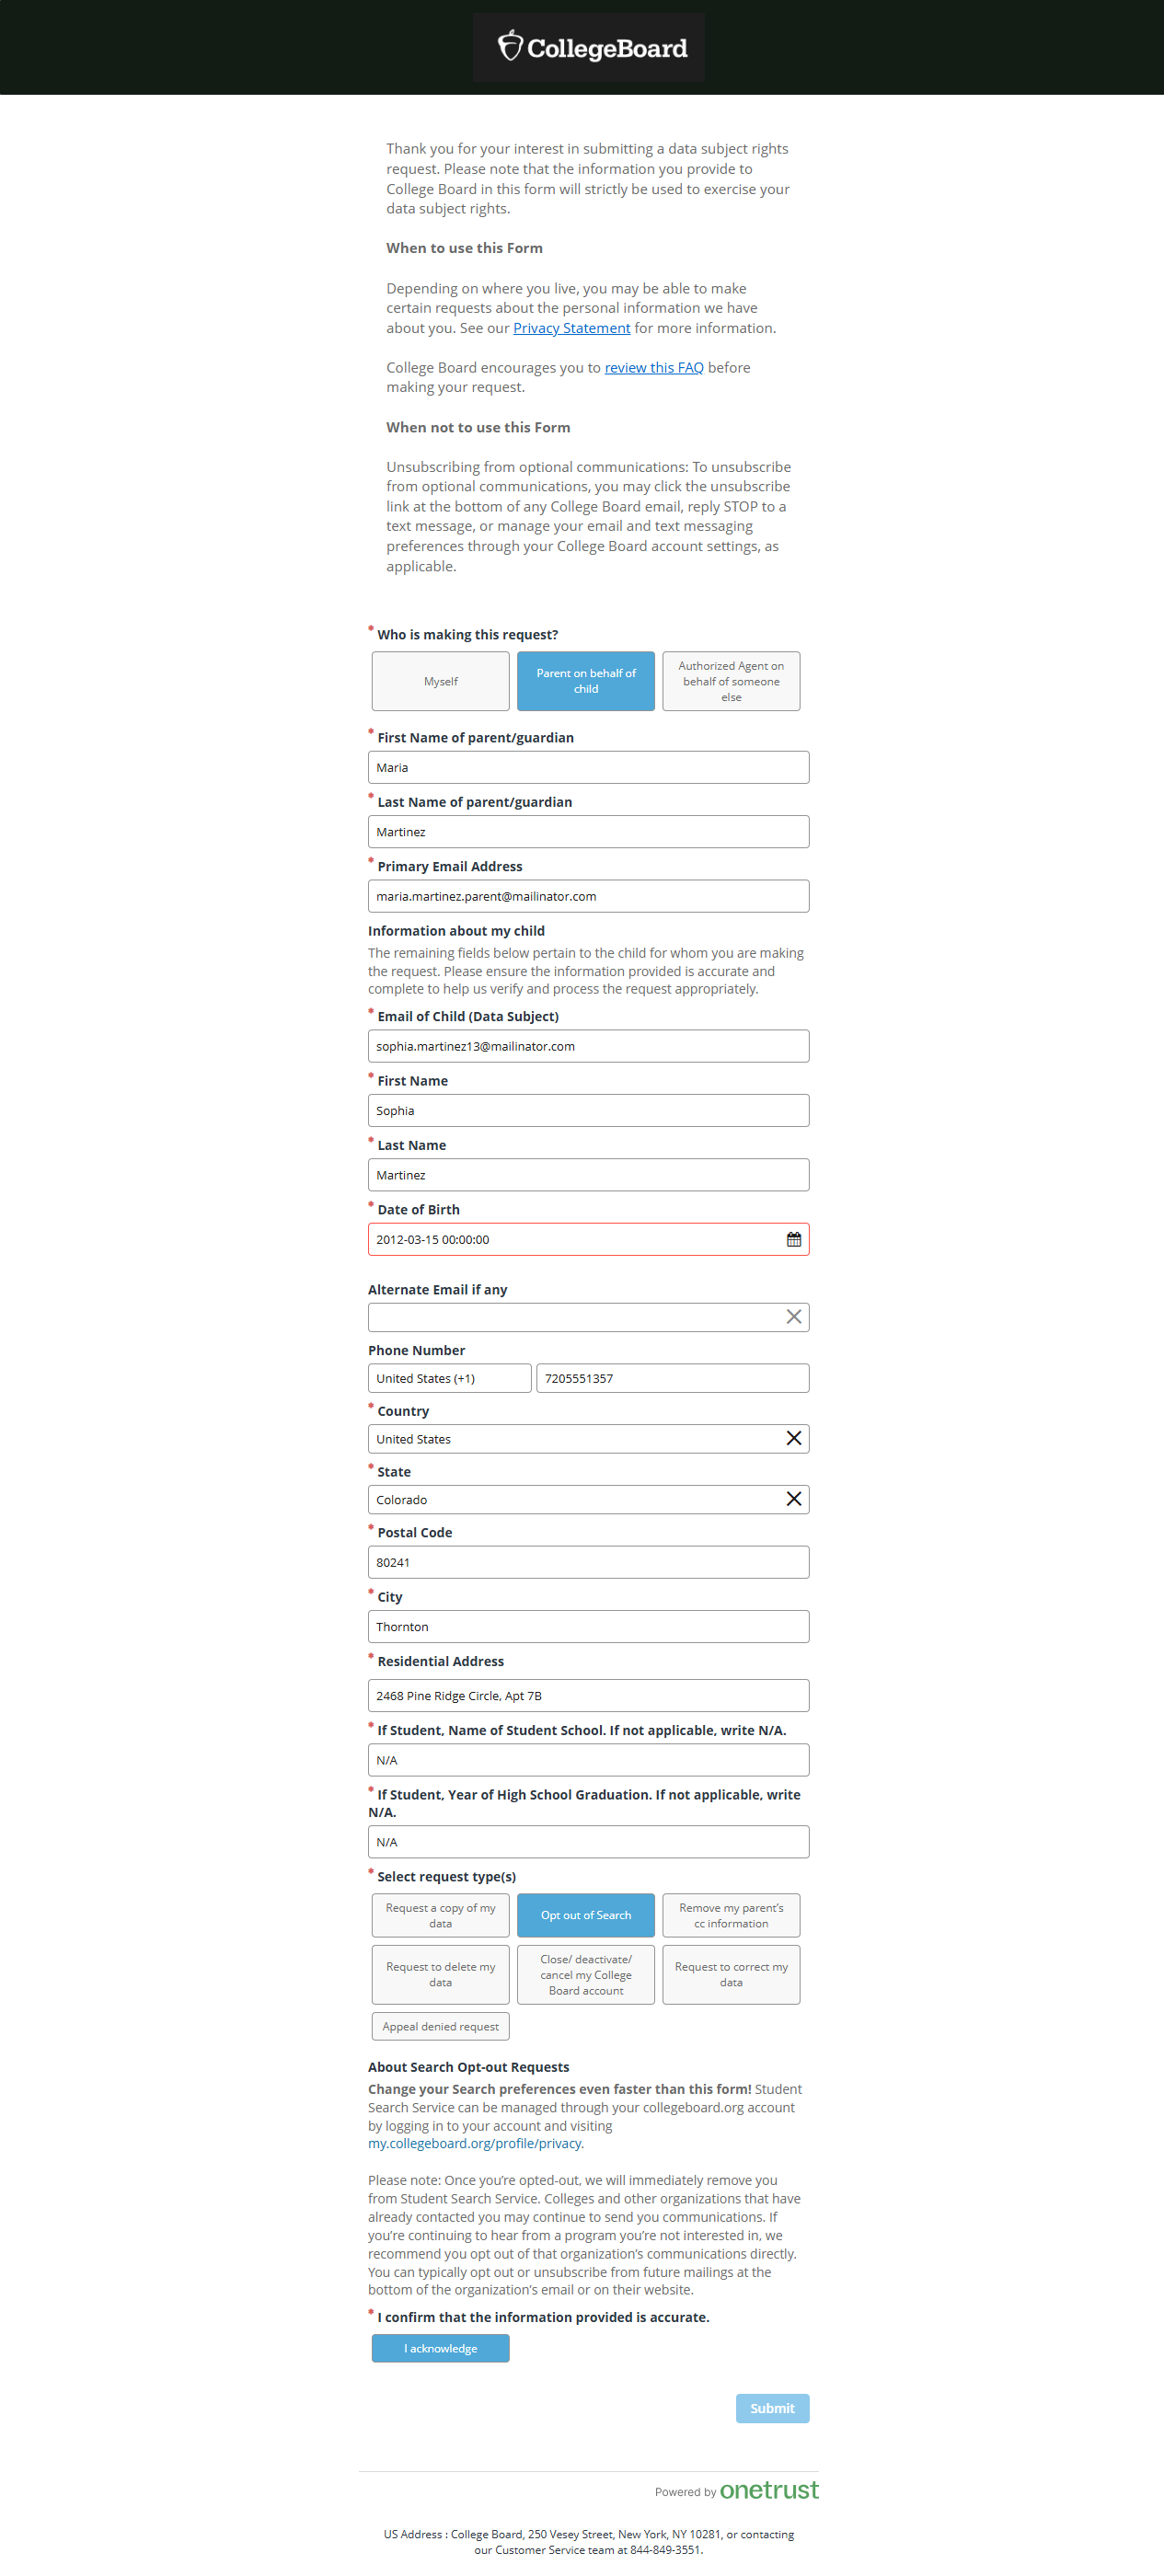 CollegeBoard
Thank you for your interest in submitting a data subject rights
request. Please note that the information you provide to
College Board in this form will strictly be used to exercise your
data subject rights.
When to use this Form
Depending on where you live, you may be able to make
certain requests about the personal information we have
about you. See our Privacy Statement for more information.
College Board encourages you to review this FAQ before
making your request.
When not to use this Form
Unsubscribing from optional communications: To unsubscribe
from optional communications, you may click the unsubscribe
link at the bottom of any College Board email, reply STOP to a
text message, or manage your email and text messaging
preferences through your College Board account settings, as
applicable.
* Who is making this request?
Myself
Parent on behalf of
child
Authorized Agent on
behalf of someone
else
* First Name of parent/guardian
Maria
* Last Name of parent/guardian
Martinez
* Primary Email Address
maria.martinez.parent@mailinator.com
Information about my child
The remaining fields below pertain to the child for whom you are making
the request. Please ensure the information provided is accurate and
complete to help us verify and process the request appropriately.
* Email of Child (Data Subject)
sophia.martinez13@mailinator.com
* First Name
Sophia
* Last Name
Martinez
* Date of Birth
2012-03-15 00:00:00
Alternate Email if any
Phone Number
United States (+1) 7205551357
* Country
United States
* State
Colorado
* Postal Code
80241
* City
Thornton
* Residential Address
2468 Pine Ridge Circle, Apt 7B
* If Student, Name of Student School. If not applicable, write N/A.
N/A
* If Student, Year of High School Graduation. If not applicable, write
N/A.
N/A
* Select request type(s)
Request a copy of my
data
Opt out of Search
Remove my parent's
cc information
Request to delete my
data
Close/ deactivate/
cancel my College
Board account
Request to correct my
data
Appeal denied request
About Search Opt-out Requests
Change your Search preferences even faster than this form! Student
Search Service can be managed through your collegeboard.org account
by logging in to your account and visiting
my.collegeboard.org/profile/privacy.
Please note: Once you're opted-out, we will immediately remove you
from Student Search Service. Colleges and other organizations that have
already contacted you may continue to send you communications. If
you're continuing to hear from a program you're not interested in, we
recommend you opt out of that organization's communications directly.
You can typically opt out or unsubscribe from future mailings at the
bottom of the organization's email or on their website.
* I confirm that the information provided is accurate.
I acknowledge
Submit
Powered by onetrust
US Address : College Board, 250 Vesey Street, New York, NY 10281, or contacting
our Customer Service team at 844-849-3551.